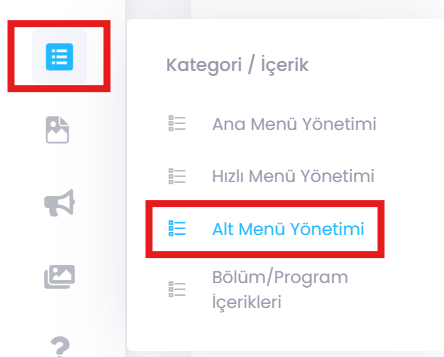 Kategori / İçerik
Ana Menü Yönetimi
Hızlı Menü Yönetimi
Alt Menü Yönetimi
Bölüm/Program
İçerikleri
?